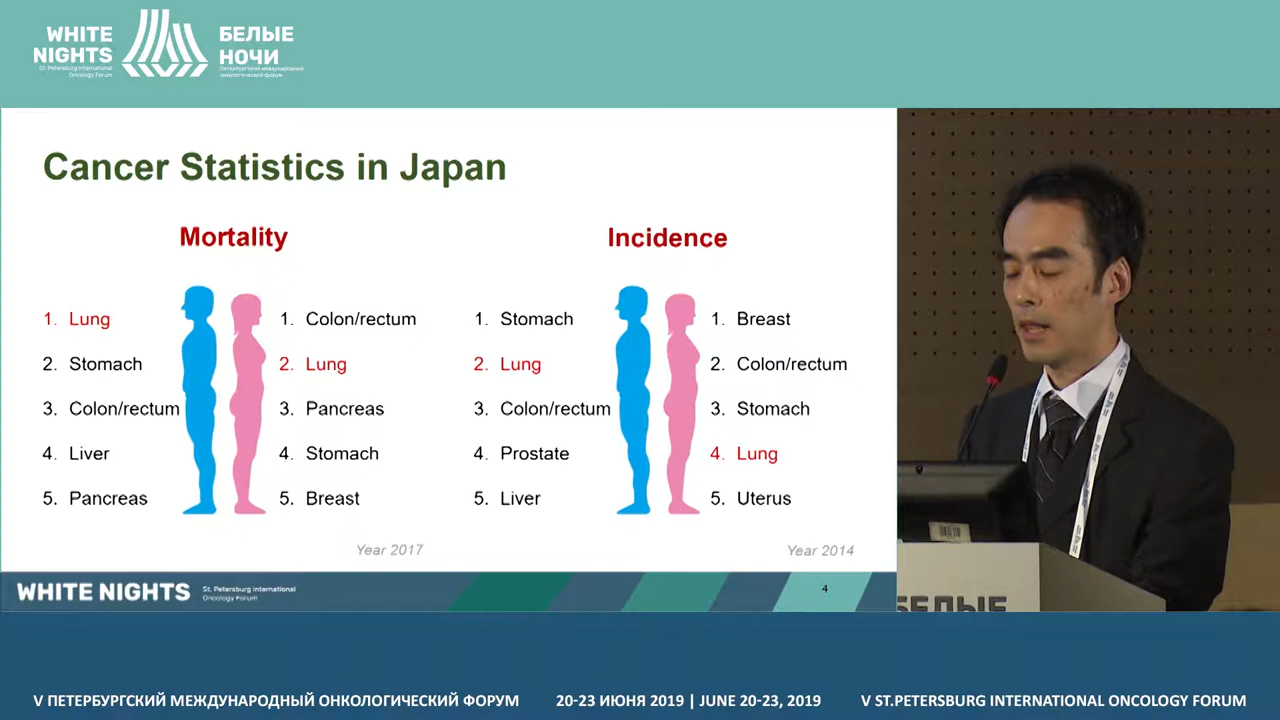 WHITE
NIGHTS
St. Petersburg International
Oncology Forum
БЕЛЫЕ
НОЧИ
Петербургский международный
онкологический форум
Cancer Statistics in Japan
Mortality
1. Lung
2. Stomach
3. Colon/rectum
4. Liver
5. Pancreas
1. Colon/rectum
2. Lung
3. Pancreas
4. Stomach
5. Breast
Year 2017
Incidence
1. Stomach
2. Lung
3. Colon/rectum
4. Prostate
5. Liver
1. Breast
2. Colon/rectum
3. Stomach
4. Lung
5. Uterus
Year 2014
WHITE NIGHTS
St. Petersburg International
Oncology Forum
4
БЕЛЫЕ
V ПЕТЕРБУРГСКИЙ МЕЖДУНАРОДНЫЙ ОНКОЛОГИЧЕСКИЙ ФОРУМ
20-23 ИЮНЯ 2019 | JUNE 20-23, 2019
V ST.PETERSBURG INTERNATIONAL ONCOLOGY FORUM